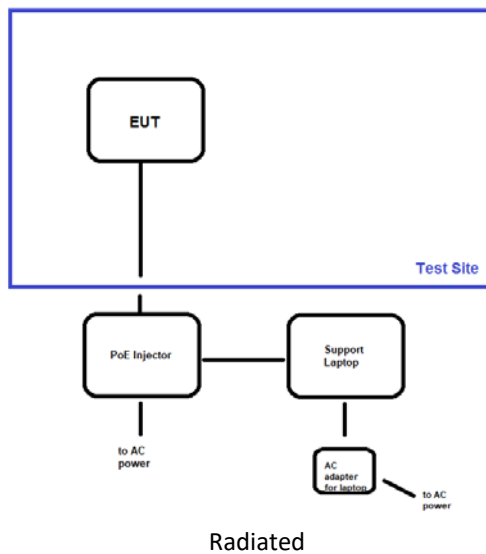 EUT
Test Site
PoE Injector
Support
Laptop
to AC
power
AC
adapter
for laptop
to AC
power
Radiated